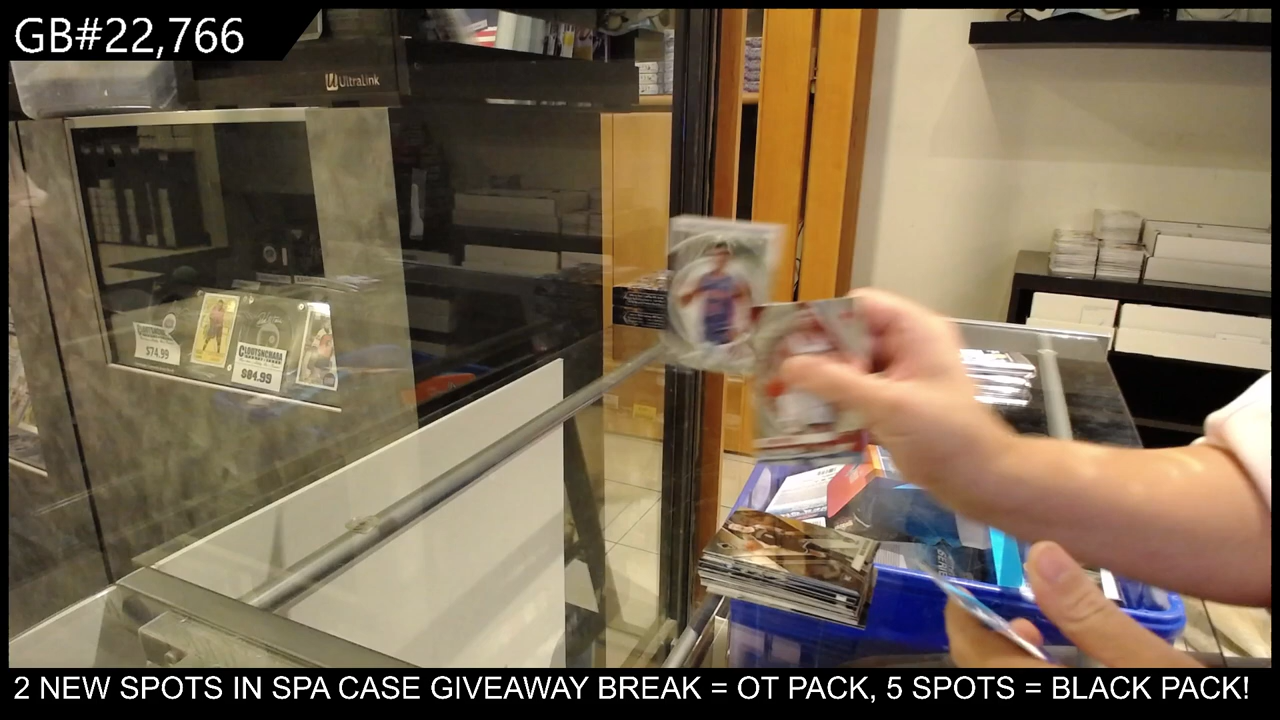 GB#22,766
UltraLink
$74.99
CLOUTSNCHARA
$84.99
2 NEW SPOTS IN SPA CASE GIVEAWAY BREAK = OT PACK, 5 SPOTS = BLACK PACK!